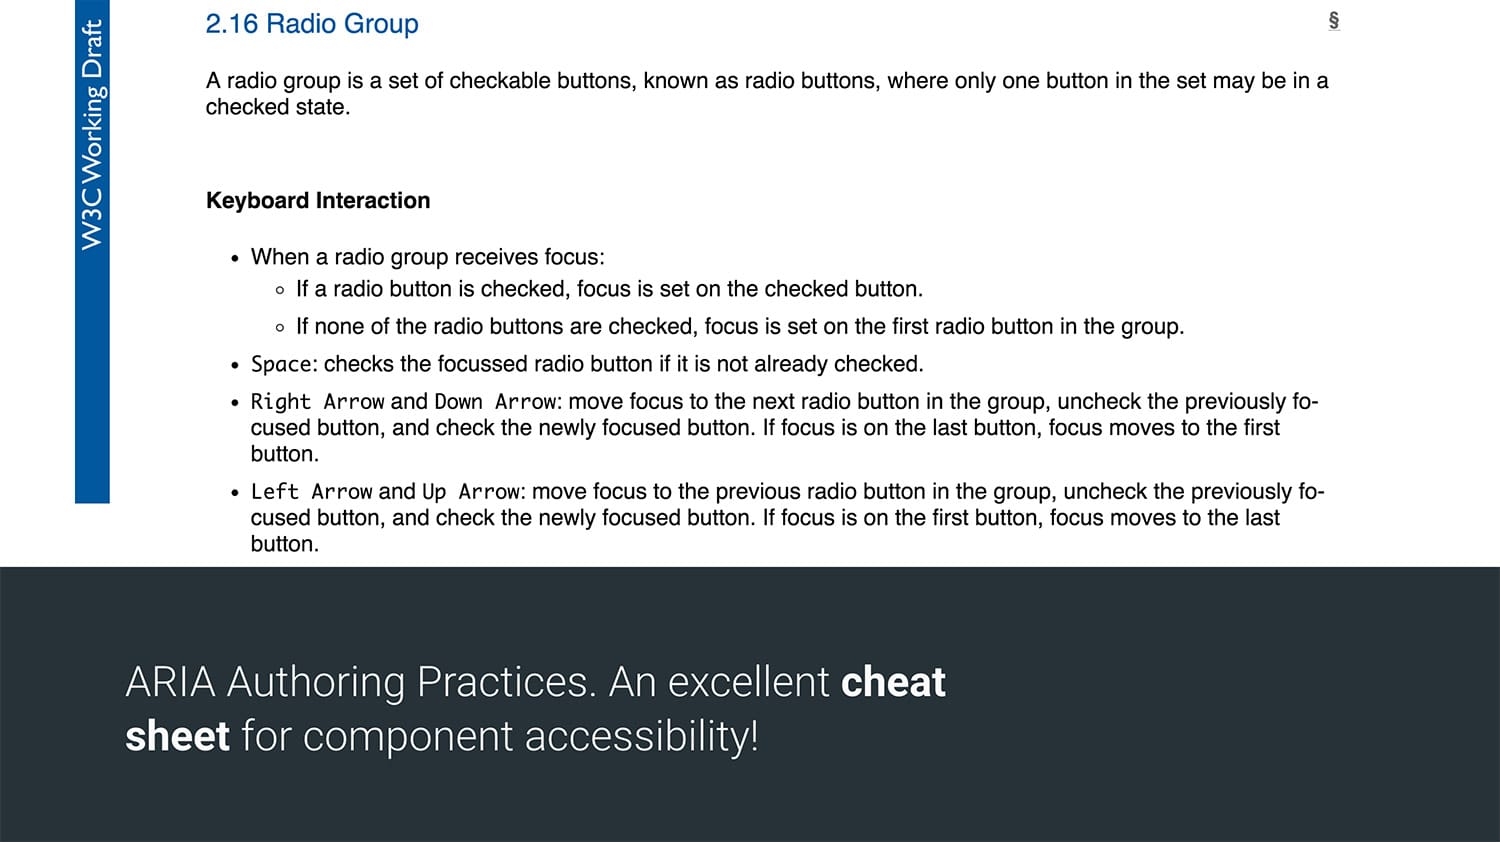 W3C Working Draft
2.16 Radio Group
§
A radio group is a set of checkable buttons, known as radio buttons, where only one button in the set may be in a
checked state.
Keyboard Interaction
• When a radio group receives focus:
◦ If a radio button is checked, focus is set on the checked button.
◦ If none of the radio buttons are checked, focus is set on the first radio button in the group.
• Space: checks the focussed radio button if it is not already checked.
• Right Arrow and Down Arrow: move focus to the next radio button in the group, uncheck the previously fo-
cused button, and check the newly focused button. If focus is on the last button, focus moves to the first
button.
• Left Arrow and Up Arrow: move focus to the previous radio button in the group, uncheck the previously fo-
cused button, and check the newly focused button. If focus is on the first button, focus moves to the last
button.
ARIA Authoring Practices. An excellent cheat
sheet for component accessibility!